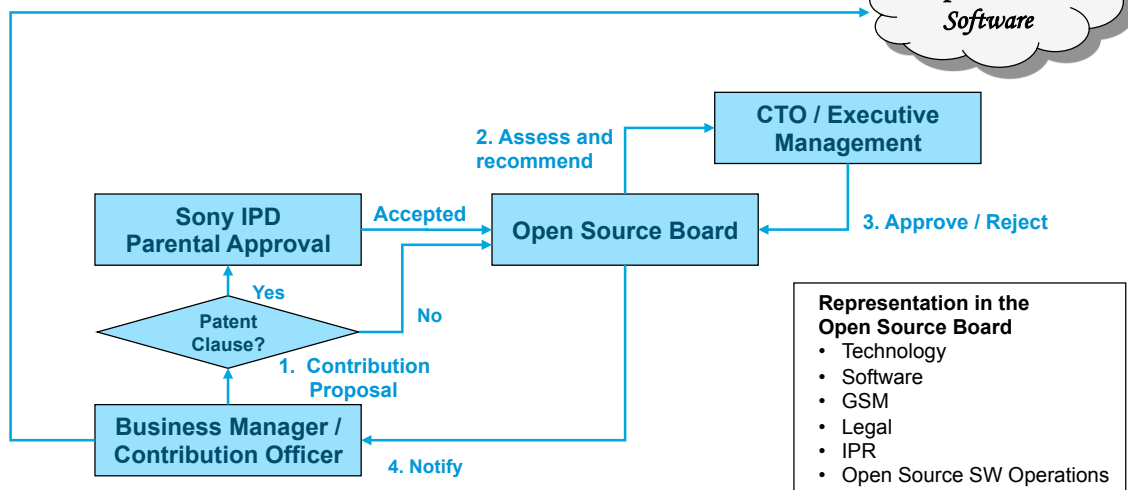 Software
CTO / Executive
Management
2. Assess and
recommend
Sony IPD
Parental Approval
Accepted
Open Source Board
3. Approve / Reject
Yes
No
Patent
Clause?
1. Contribution
Proposal
Business Manager /
Contribution Officer
4. Notify
Representation in the
Open Source Board
• Technology
• Software
• GSM
• Legal
• IPR
• Open Source SW Operations